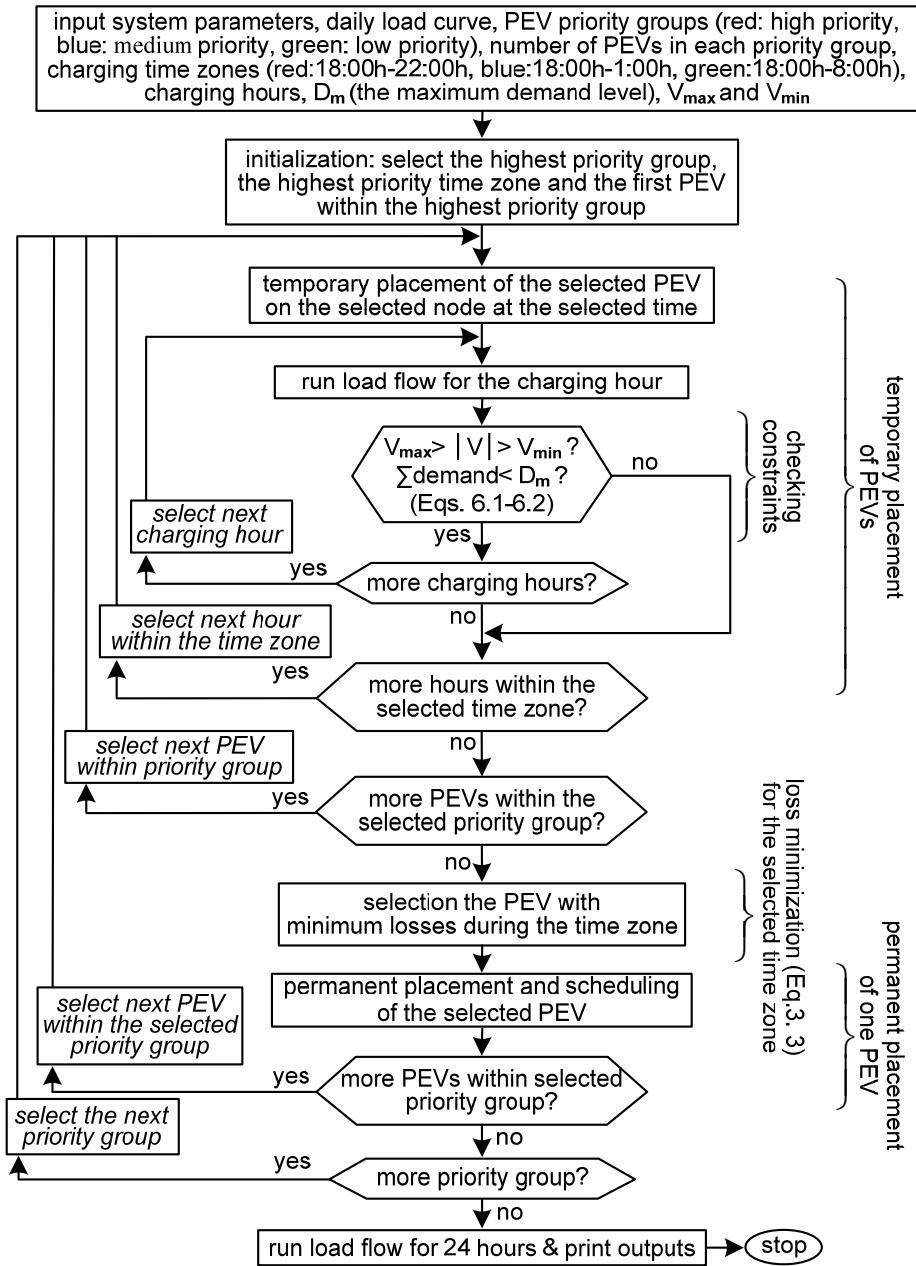 input system parameters, daily load curve, PEV priority groups (red: high priority,
blue: medium priority, green: low priority), number of PEVs in each priority group,
charging time zones (red:18:00h-22:00h, blue:18:00h-1:00h, green:18:00h-8:00h),
charging hours, Dm (the maximum demand level), Vmax and Vmin
initialization: select the highest priority group,
the highest priority time zone and the first PEV
within the highest priority group
temporary placement of the selected PEV
on the selected node at the selected time
run load flow for the charging hour
Vmax> |V| > Vmin ?
∑demand< Dm ?
(Eqs. 6.1-6.2)
no
yes
checking
constraints
temporary placement
of PEVs
select next
charging hour
yes
more charging hours?
no
select next hour
within the time zone
yes
more hours within the
selected time zone?
no
select next PEV
within priority group
yes
more PEVs within the
selected priority group?
no
selection the PEV with
minimum losses during the time zone
loss minimization (Eq.3. 3)
for the selected time zone
permanent placement and scheduling
of the selected PEV
permanent placement
of one PEV
select next PEV
within the selected
priority group
yes
more PEVs within selected
priority group?
no
select the next
priority group
yes
more priority group?
no
run load flow for 24 hours & print outputs
stop